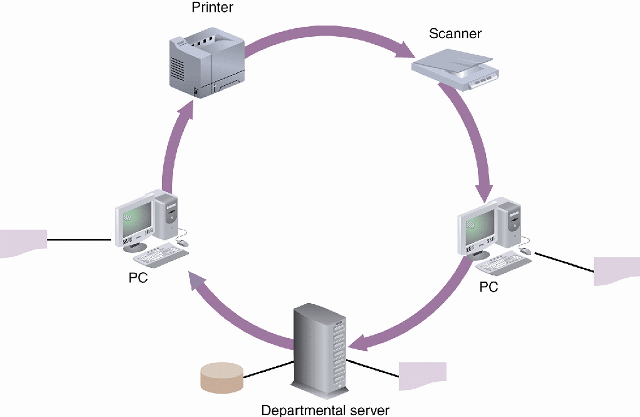 Printer
Scanner
PC
PC
Departmental server